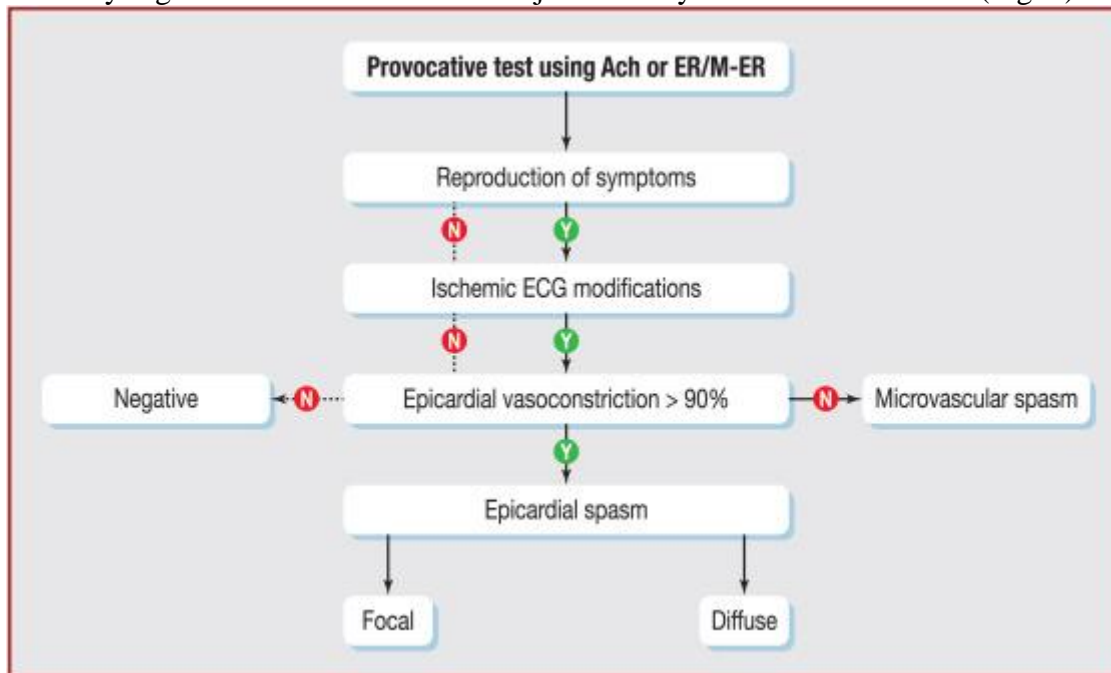 Provocative test using Ach or ER/M-ER
Reproduction of symptoms
N
Y
Ischemic ECG modifications
N
Y
Negative
N
Epicardial vasoconstriction > 90%
N
Microvascular spasm
Y
Epicardial spasm
Focal
Diffuse